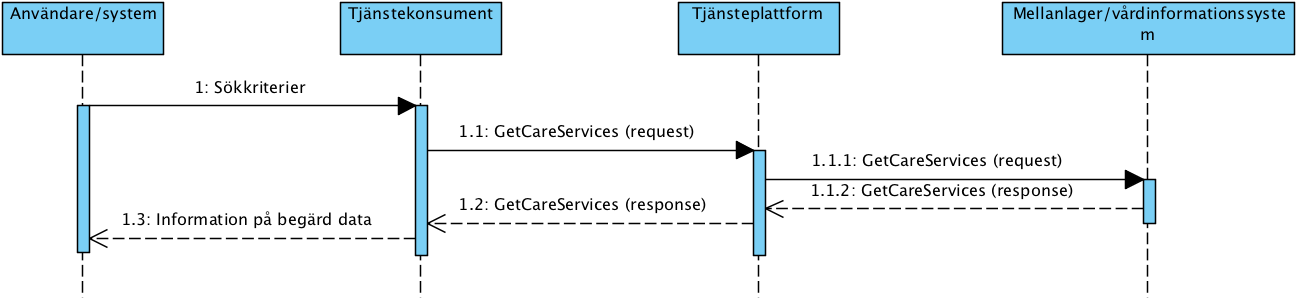 Användare/system
Tjänstekonsument
Tjänsteplattform
Mellanlager/vårdinformationssyste
m
1: Sökkriterier
1.1: GetCareServices (request)
1.1.1: GetCareServices (request)
1.1.2: GetCareServices (response)
1.2: GetCareServices (response)
1.3: Information på begärd data